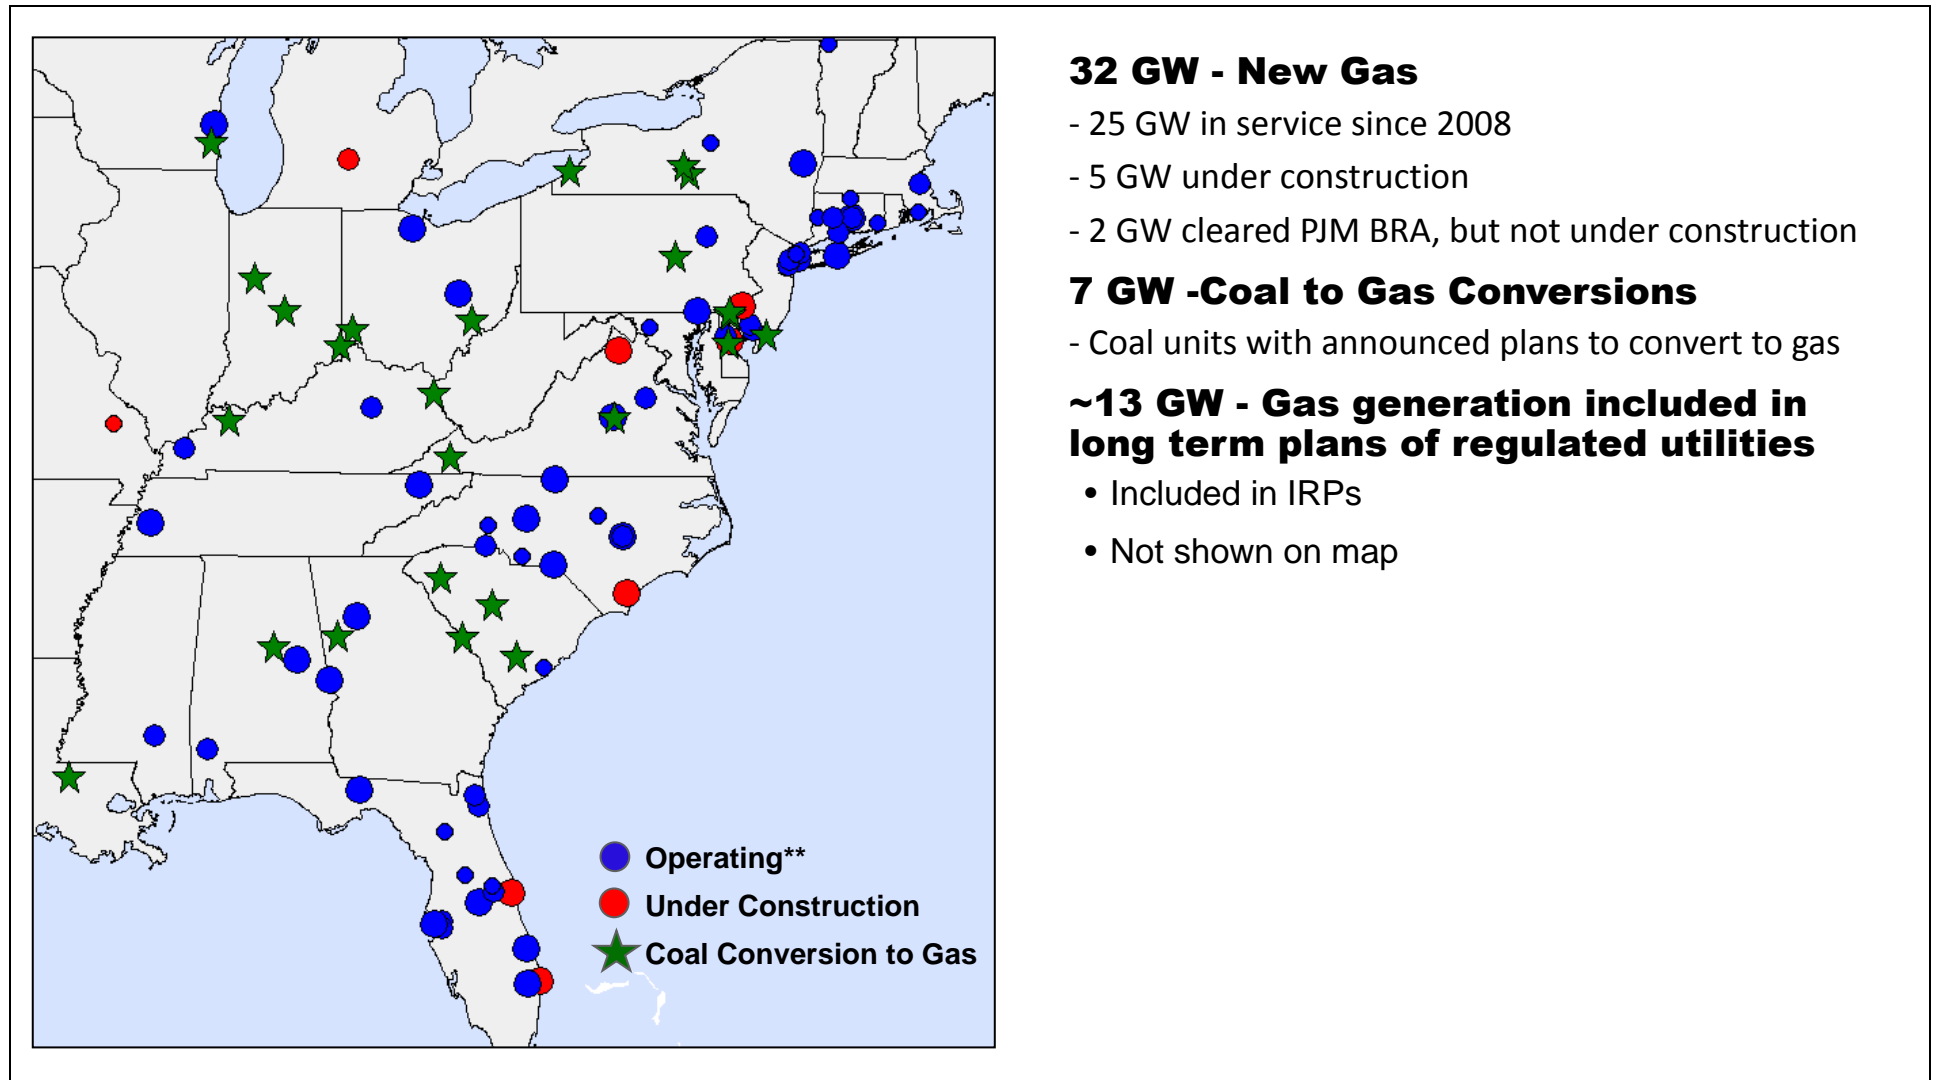 32 GW - New Gas
- 25 GW in service since 2008
- 5 GW under construction
- 2 GW cleared PJM BRA, but not under construction
7 GW -Coal to Gas Conversions
- Coal units with announced plans to convert to gas
~13 GW - Gas generation included in
long term plans of regulated utilities
• Included in IRPs
• Not shown on map
Operating**
Under Construction
Coal Conversion to Gas